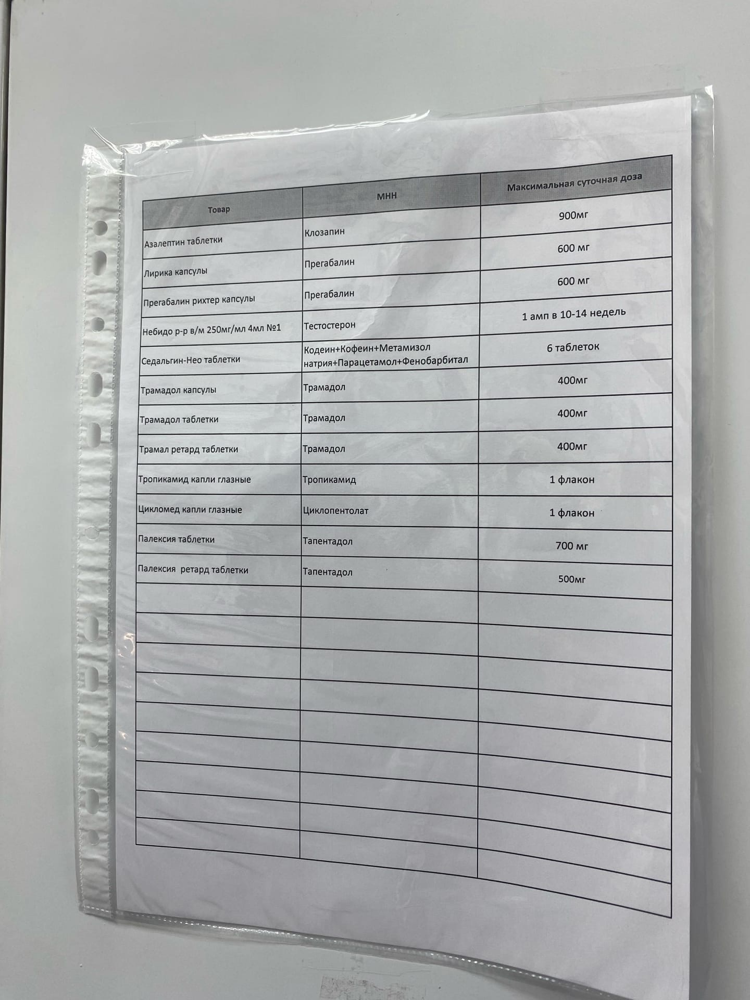 Товар МНН Максимальная суточная доза
Азалептин таблетки Клозапин 900мг
Лирика капсулы Прегабалин 600 мг
Прегабалин рихтер капсулы Прегабалин 600 мг
Небидо р-р в/м 250мг/мл 4мл №1 Тестостерон 1 амп в 10-14 недель
Седальгин-Нео таблетки Кодеин+Кофеин+Метамизол 6 таблеток
натрия+Парацетамол+Фенобарбитал
Трамадол капсулы Трамадол 400мг
Трамадол таблетки Трамадол 400мг
Трамал ретард таблетки Трамадол 400мг
Тропикамид капли глазные Тропикамид 1 флакон
Цикломед капли глазные Циклопентолат 1 флакон
Палексия таблетки Тапентадол 700 мг
Палексия ретард таблетки Тапентадол 500мг